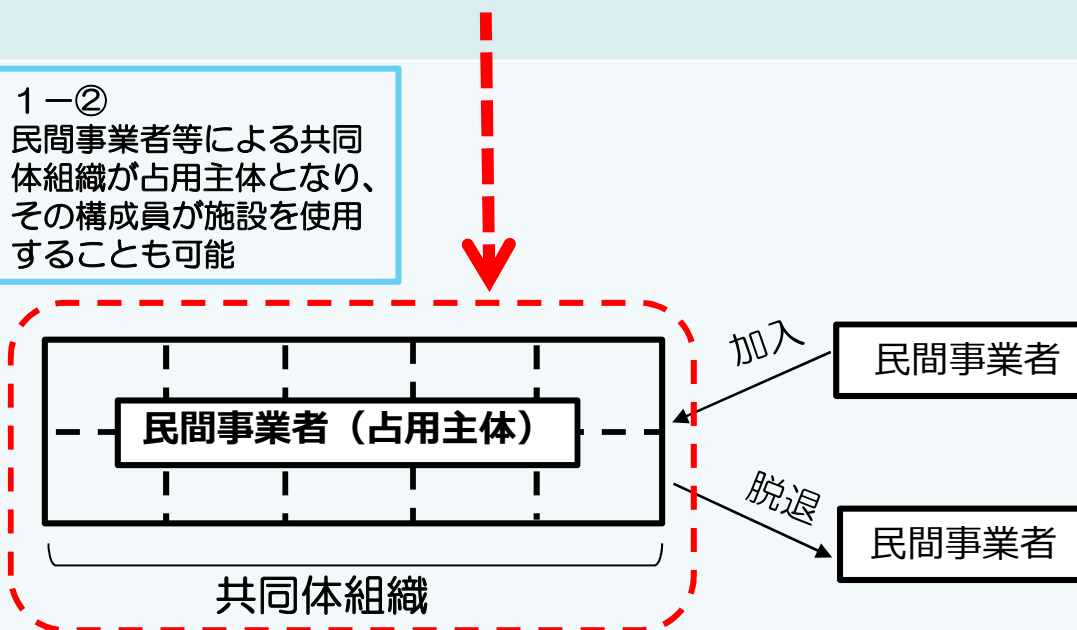 1－②
民間事業者等による共同
体組織が占用主体となり、
その構成員が施設を使用
することも可能
加入
民間事業者
民間事業者（占用主体）
脱退
民間事業者
共同体組織